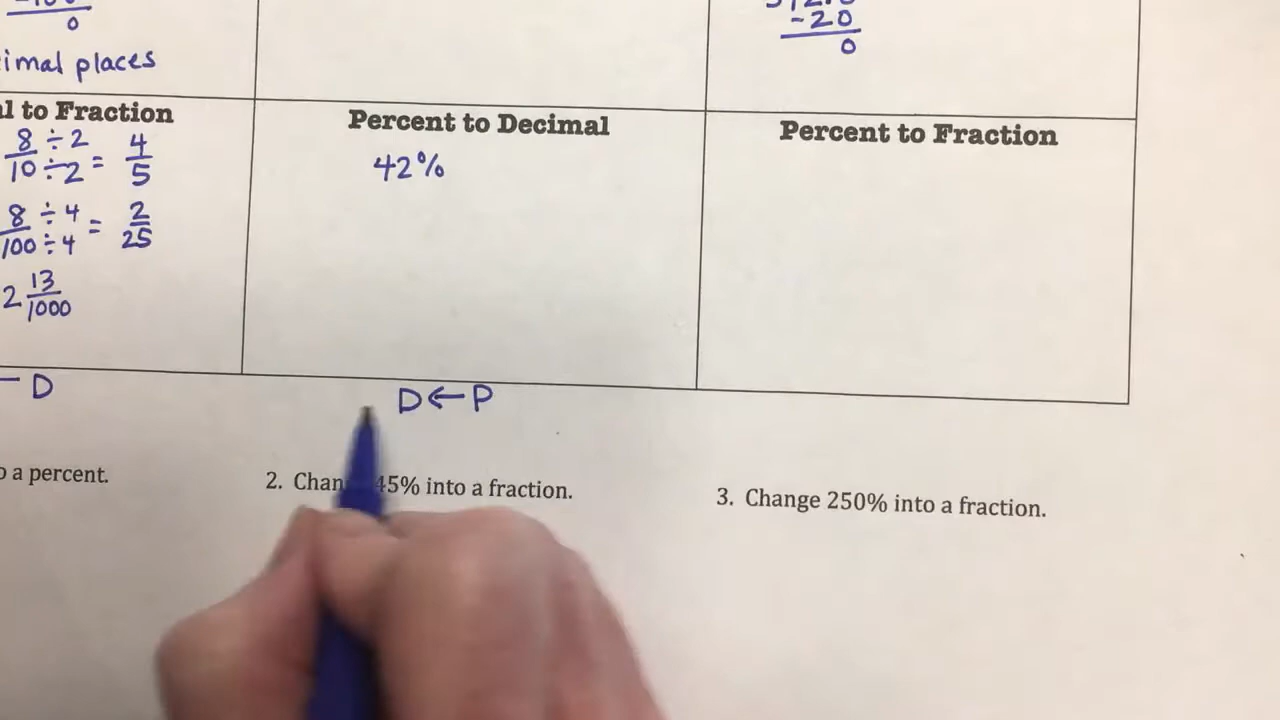 0
-20
0
imal places
l to Fraction
8 ÷ 2 4
10 ÷ 2 = 5
8 ÷ 4 2
100 ÷ 4 = 25
2 13
1000
← D
Percent to Decimal
42%
D ← P
Percent to Fraction
a percent.
2. Chan 45% into a fraction.
3. Change 250% into a fraction.